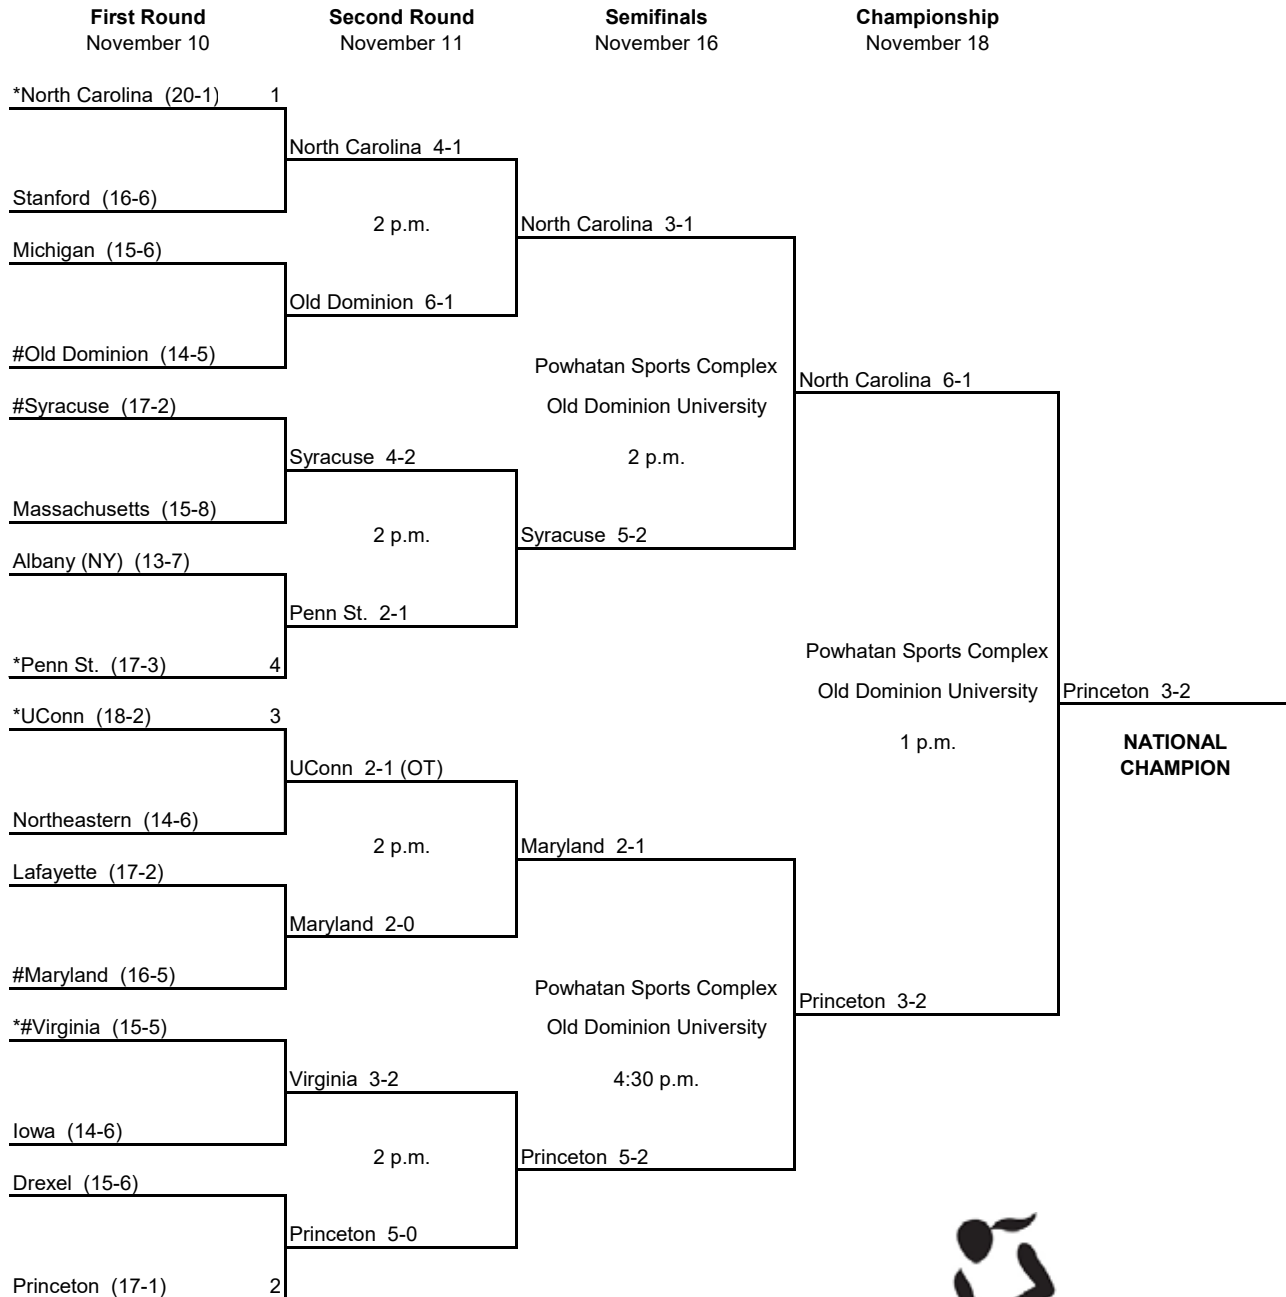 First Round Second Round Semifinals Championship
November 10 November 11 November 16 November 18
*North Carolina (20-1) 1
North Carolina 4-1
Stanford (16-6)
2 p.m.
North Carolina 3-1
Michigan (15-6)
Old Dominion 6-1
#Old Dominion (14-5)
Powhatan Sports Complex
North Carolina 6-1
#Syracuse (17-2)
Old Dominion University
Syracuse 4-2
2 p.m.
Massachusetts (15-8)
2 p.m.
Syracuse 5-2
Albany (NY) (13-7)
Penn St. 2-1
*Penn St. (17-3) 4
Powhatan Sports Complex
Old Dominion University
Princeton 3-2
*UConn (18-2) 3
1 p.m.
NATIONAL
CHAMPION
UConn 2-1 (OT)
Northeastern (14-6)
2 p.m.
Maryland 2-1
Lafayette (17-2)
Maryland 2-0
#Maryland (16-5)
Powhatan Sports Complex
Princeton 3-2
*#Virginia (15-5)
Old Dominion University
Virginia 3-2
4:30 p.m.
Iowa (14-6)
2 p.m.
Princeton 5-2
Drexel (15-6)
Princeton 5-0
Princeton (17-1) 2